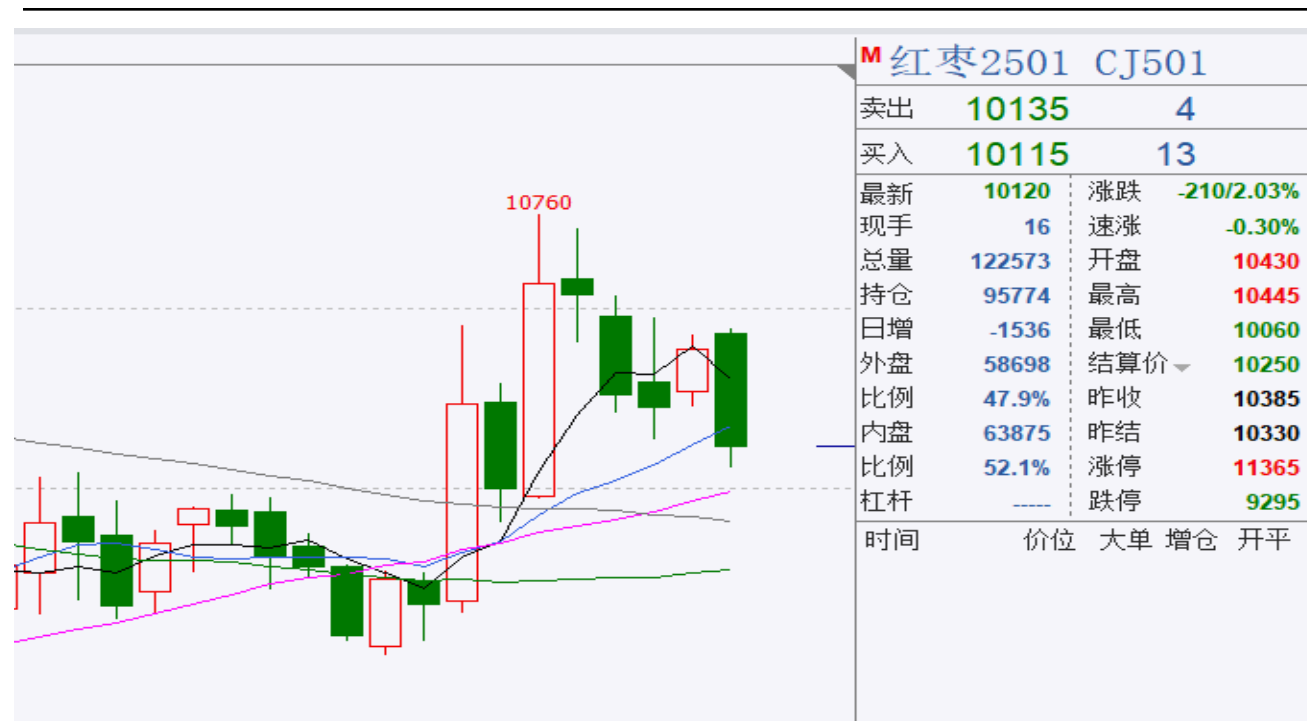 10760
M 红枣2501 CJ501
卖出 10135 4
买入 10115 13
最新 10120 涨跌 -210/2.03%
现手 16 速涨 -0.30%
总量 122573 开盘 10430
持仓 95774 最高 10445
日增 -1536 最低 10060
外盘 58698 结算价 10250
比例 47.9% 昨收 10385
内盘 63875 昨结 10330
比例 52.1% 涨停 11365
杠杆 ----- 跌停 9295
时间 价位 大单 增仓 开平